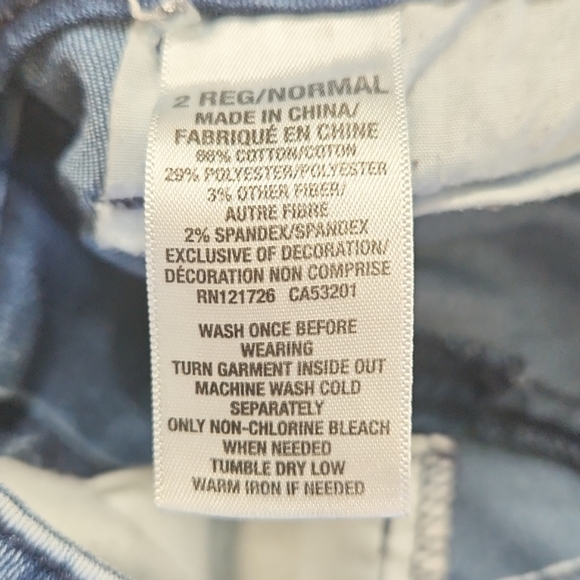 2 REG/NORMAL
MADE IN CHINA/
FABRIQUÉ EN CHINE
66% COTTON/COTON
29% POLYESTER/POLYESTER
3% OTHER FIBER/
AUTRE FIBRE
2% SPANDEX/SPANDEX
EXCLUSIVE OF DECORATION/
DÉCORATION NON COMPRISE
RN121726 CA53201
WASH ONCE BEFORE
WEARING
TURN GARMENT INSIDE OUT
MACHINE WASH COLD
SEPARATELY
ONLY NON-CHLORINE BLEACH
WHEN NEEDED
TUMBLE DRY LOW
WARM IRON IF NEEDED